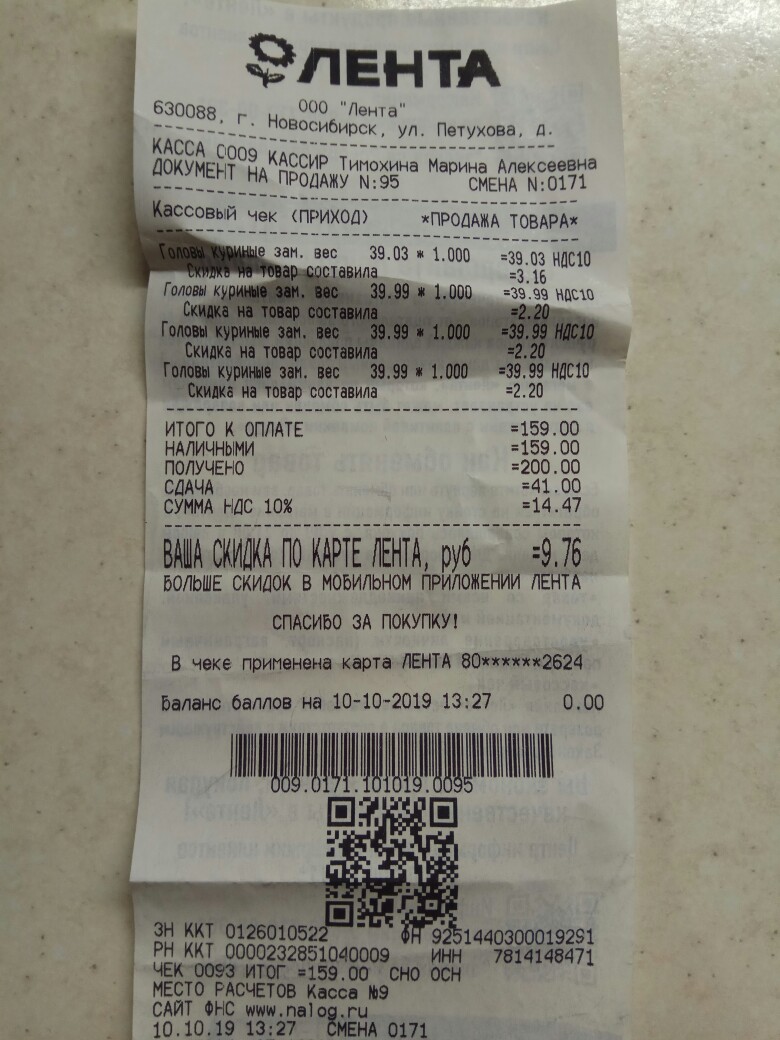 ЛЕНТА
ООО "Лента"
630088, г. Новосибирск, ул. Петухова, д.
КАССА 0009 КАССИР Тимохина Марина Алексеевна
ДОКУМЕНТ НА ПРОДАЖУ N:95 СМЕНА N:0171
Кассовый чек (ПРИХОД) *ПРОДАЖА ТОВАРА*
Головы куриные зам. вес 39.03 * 1.000 =39.03 НДС10
Скидка на товар составила =3.16
Головы куриные зам. вес 39.99 * 1.000 =39.99 НДС10
Скидка на товар составила =2.20
Головы куриные зам. вес 39.99 * 1.000 =39.99 НДС10
Скидка на товар составила =2.20
Головы куриные зам. вес 39.99 * 1.000 =39.99 НДС10
Скидка на товар составила =2.20
ИТОГО К ОПЛАТЕ =159.00
НАЛИЧНЫМИ =159.00
ПОЛУЧЕНО =200.00
СДАЧА =41.00
СУММА НДС 10% =14.47
ВАША СКИДКА ПО КАРТЕ ЛЕНТА, руб =9.76
БОЛЬШЕ СКИДОК В МОБИЛЬНОМ ПРИЛОЖЕНИИ ЛЕНТА
СПАСИБО ЗА ПОКУПКУ!
В чеке применена карта ЛЕНТА 80******2624
Баланс баллов на 10-10-2019 13:27 0.00
009.0171.101019.0095
ЗН ККТ 0126010522 ФН 9251440300019291
РН ККТ 0000232851040009 ИНН 7814148471
ЧЕК 0093 ИТОГ =159.00 СНО ОСН
МЕСТО РАСЧЕТОВ Касса №9
САЙТ ФНС www.nalog.ru
10.10.19 13:27 СМЕНА 0171